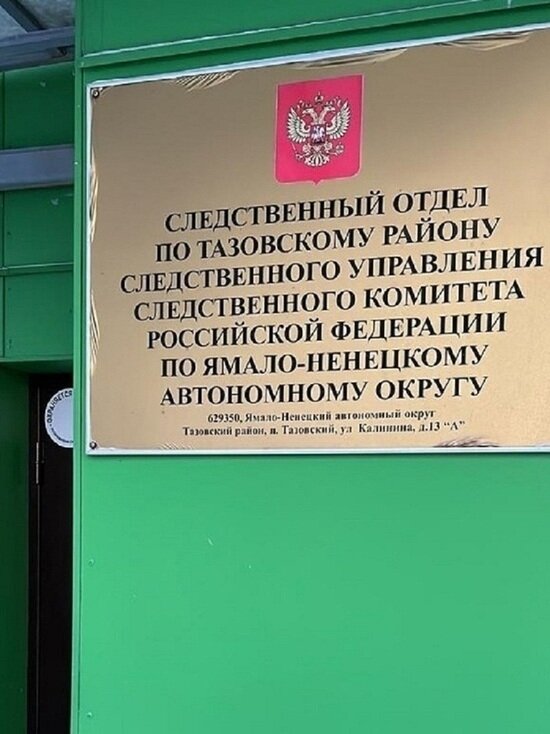 СЛЕДСТВЕННЫЙ ОТДЕЛ
ПО ТАЗОВСКОМУ РАЙОНУ
СЛЕДСТВЕННОГО УПРАВЛЕНИЯ
СЛЕДСТВЕННОГО КОМИТЕТА
РОССИЙСКОЙ ФЕДЕРАЦИИ
ПО ЯМАЛО-НЕНЕЦКОМУ
АВТОНОМНОМУ ОКРУГУ
629350, Ямало-Ненецкий автономный округ
Тазовский район, п. Тазовский, ул Калинина, д.13 "А"
ОХРАНЯЕТСЯ